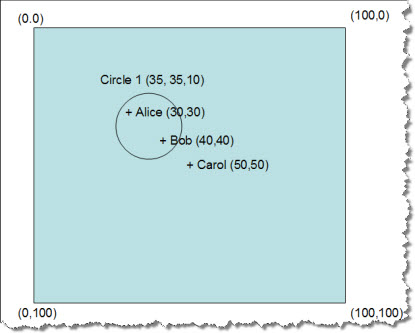 (0.0)
(100,0)
Circle 1 (35, 35,10)
+ Alice (30,30)
+ Bob (40,40)
+ Carol (50,50)
(0,100)
(100,100)